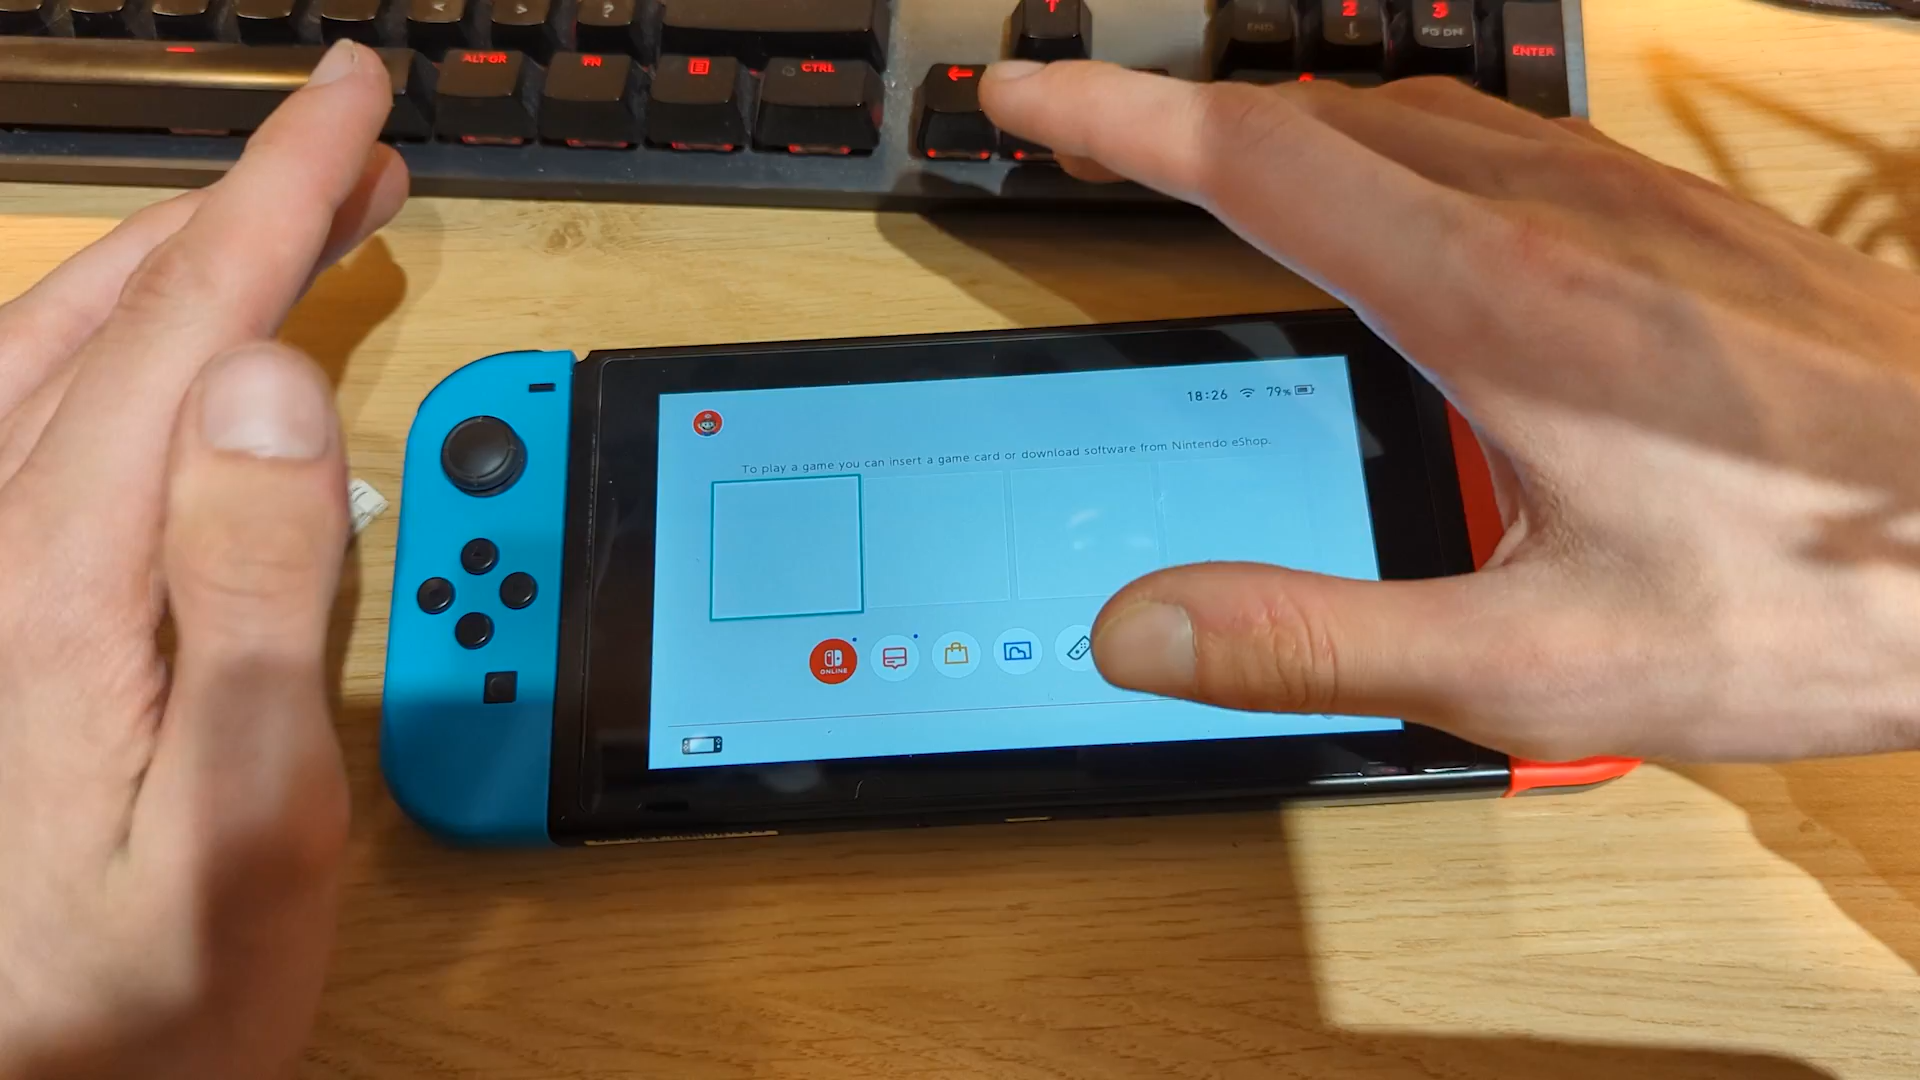 < > ?
ALT GR FN CTRL
END 2 3
PG DN
ENTER
18:26 79%
To play a game you can insert a game card or download software from Nintendo eShop.
ONLINE